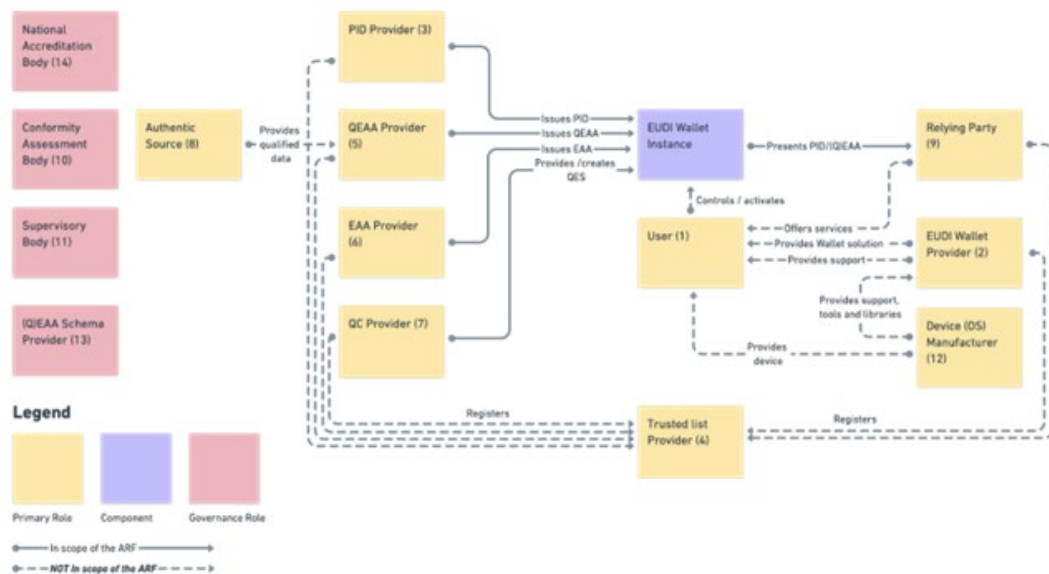 National
Accreditation
Body (14)
PID Provider (3)
Conformity
Assessment
Body (10)
Authentic
Source (8)
Provides
qualified
data
QEAA Provider
(5)
Issues PID
Issues QEAA
Issues EAA
Provides /creates
QES
EUDI Wallet
Instance
Presents PID/(Q)EAA
Relying Party
(9)
Supervisory
Body (11)
EAA Provider
(6)
Controls / activates
User (1)
Offers services
Provides Wallet solution
Provides support
EUDI Wallet
Provider (2)
Provides support,
tools and libraries
(Q)EAA Schema
Provider (13)
QC Provider (7)
Provides
device
Device (OS)
Manufacturer
(12)
Registers
Trusted list
Provider (4)
Registers
Legend
Primary Role
Component
Governance Role
In scope of the ARF
NOT In scope of the ARF